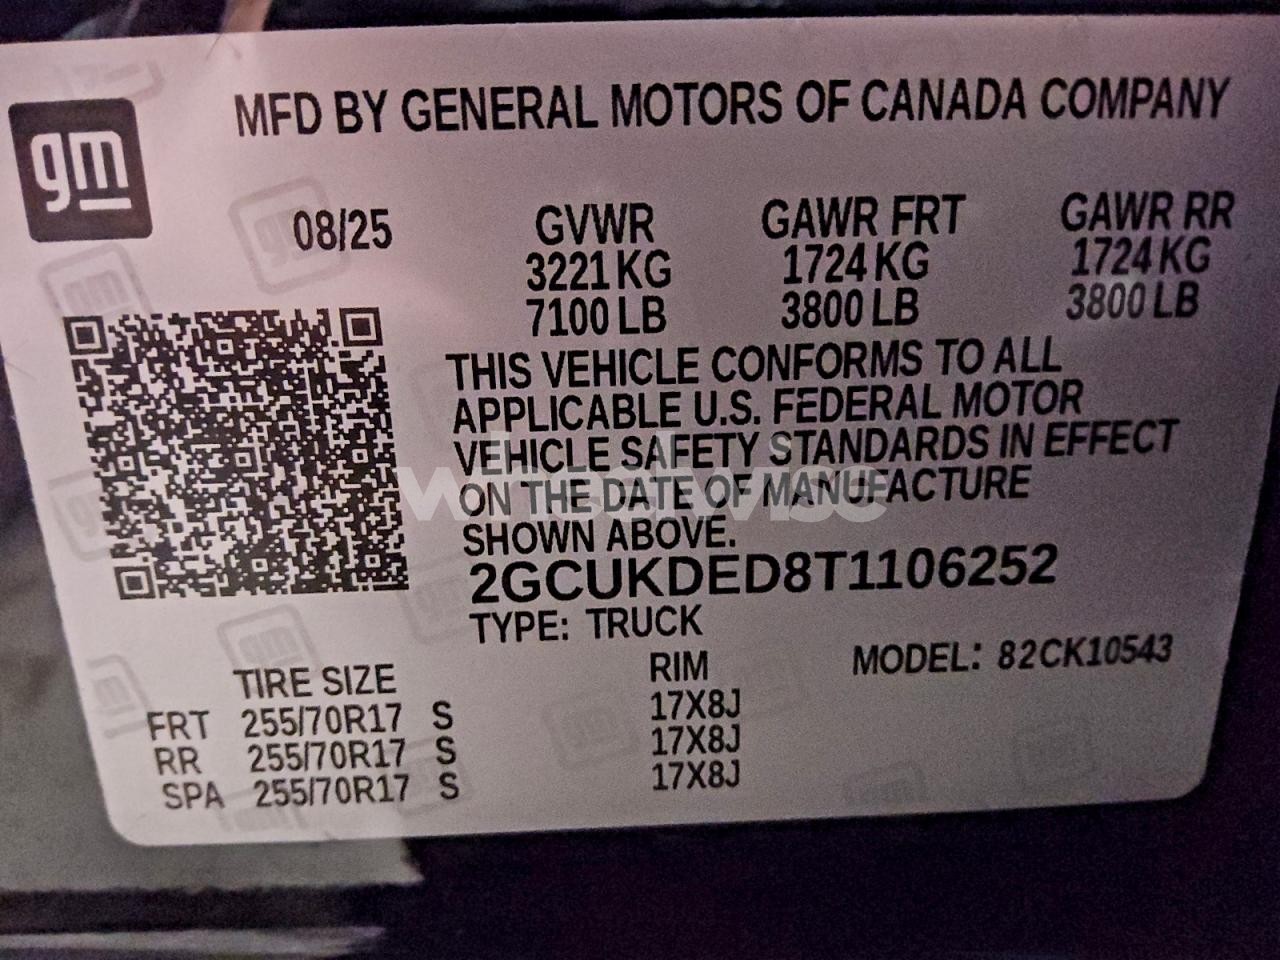 gm
MFD BY GENERAL MOTORS OF CANADA COMPANY
08/25 GVWR GAWR FRT GAWR RR
3221 KG 1724 KG 1724 KG
7100 LB 3800 LB 3800 LB
THIS VEHICLE CONFORMS TO ALL
APPLICABLE U.S. FEDERAL MOTOR
VEHICLE SAFETY STANDARDS IN EFFECT
ON THE DATE OF MANUFACTURE
SHOWN ABOVE.
wheelwise
2GCUKDED8T1106252
TYPE: TRUCK
MODEL: 82CK10543
TIRE SIZE RIM
FRT 255/70R17 S 17X8J
RR 255/70R17 S 17X8J
SPA 255/70R17 S 17X8J